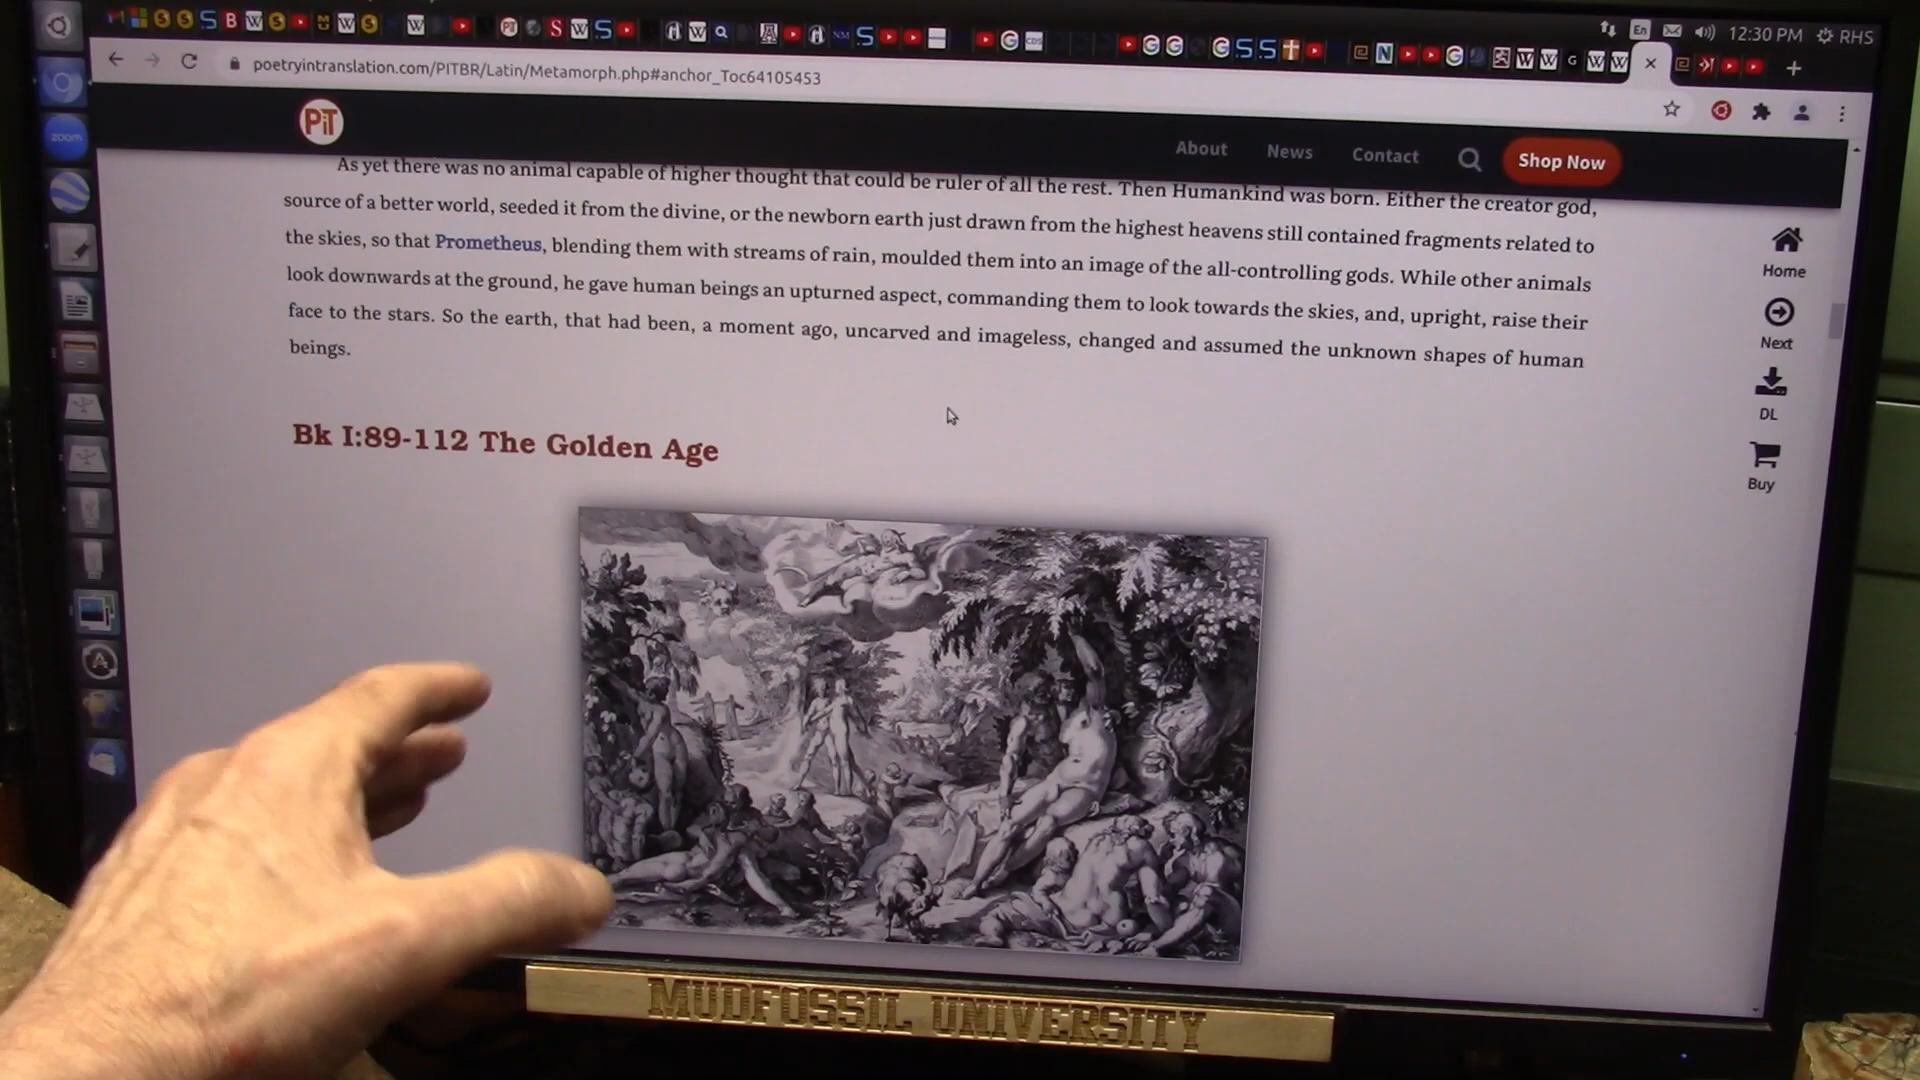 En 12:30 PM RHS
poetryintranslation.com/PITBR/Latin/Metamorph.php#anchor_Toc64105453
PiT
About News Contact Shop Now
zoom
As yet there was no animal capable of higher thought that could be ruler of all the rest. Then Humankind was born. Either the creator god,
source of a better world, seeded it from the divine, or the newborn earth just drawn from the highest heavens still contained fragments related to
the skies, so that Prometheus, blending them with streams of rain, moulded them into an image of the all-controlling gods. While other animals
look downwards at the ground, he gave human beings an upturned aspect, commanding them to look towards the skies, and, upright, raise their
face to the stars. So the earth, that had been, a moment ago, uncarved and imageless, changed and assumed the unknown shapes of human
beings.
Home
Next
DL
Buy
Bk I:89-112 The Golden Age
MUDFOSSIL UNIVERSITY